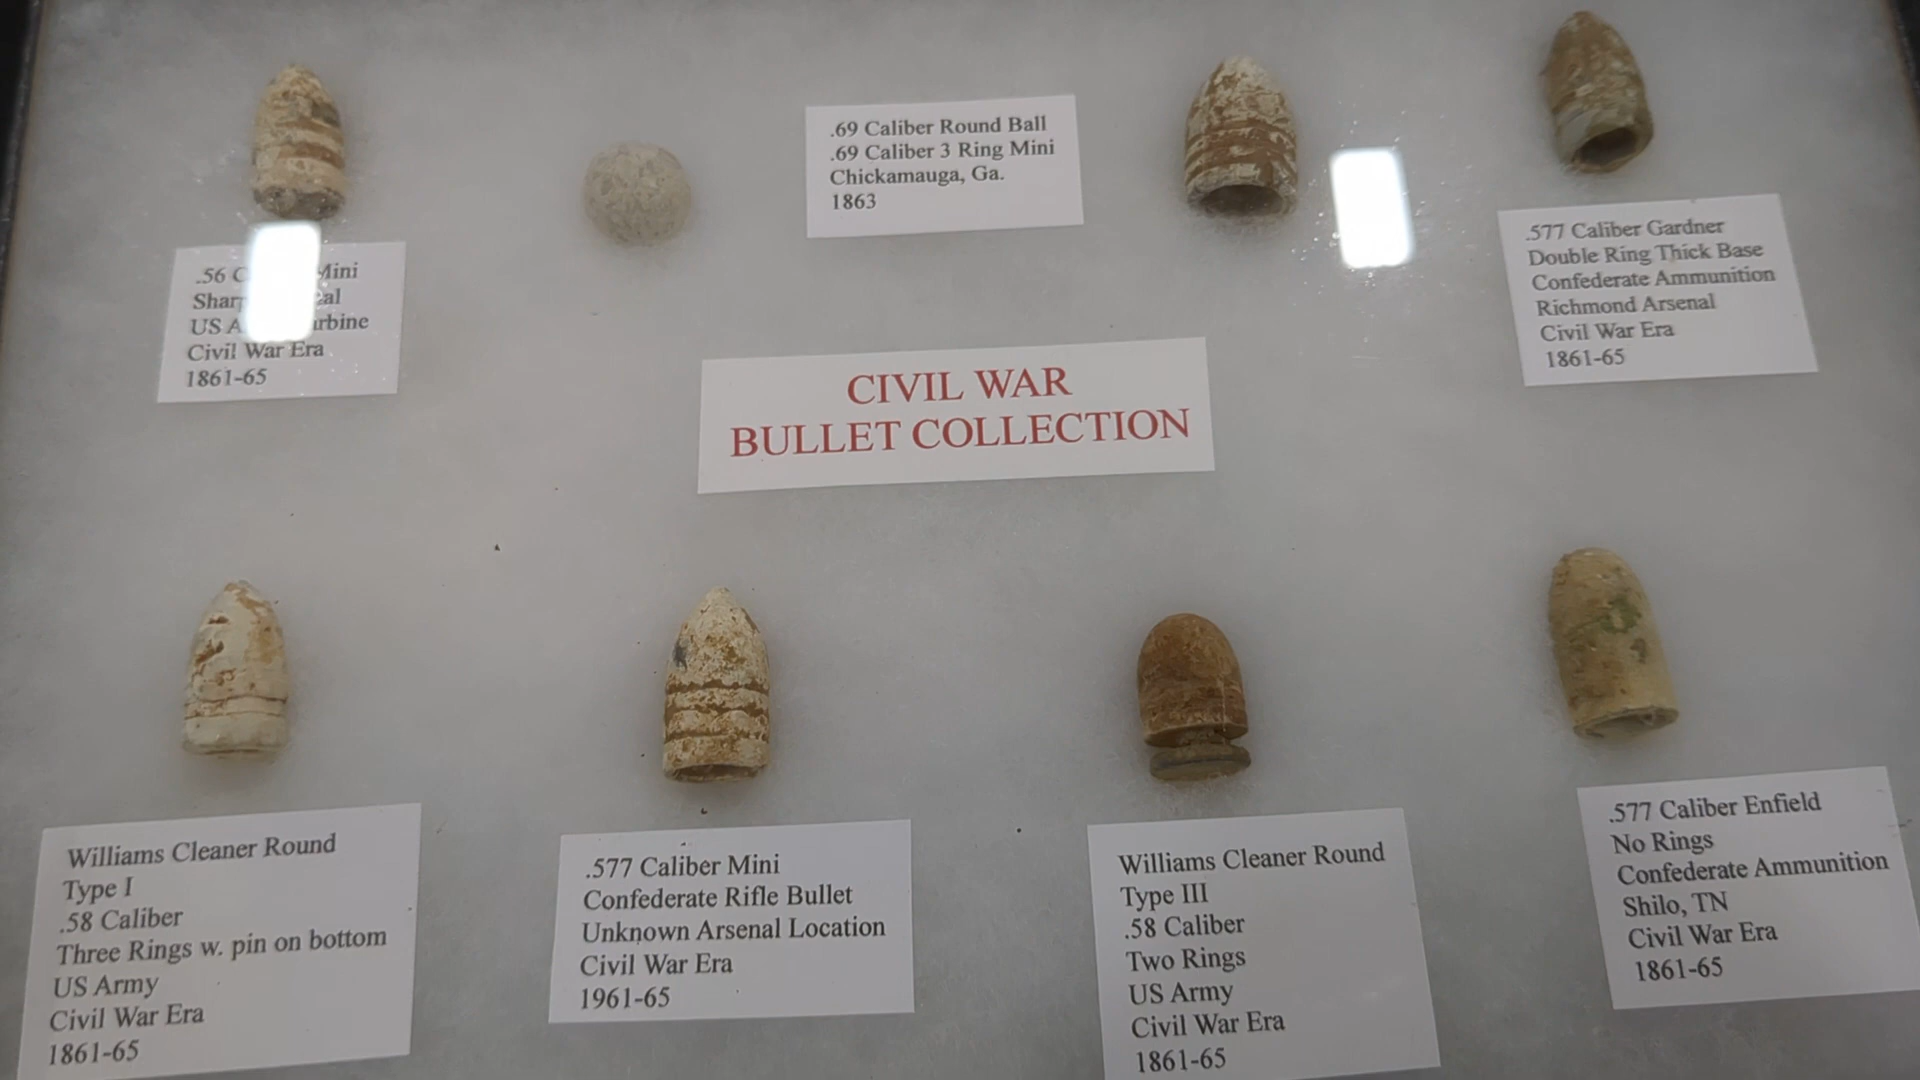 .69 Caliber Round Ball
.69 Caliber 3 Ring Mini
Chickamauga, Ga.
1863
.56 Mini
US
Civil War Era
1861-65
.577 Caliber Gardner
Double Ring Thick Base
Confederate Ammunition
Richmond Arsenal
Civil War Era
1861-65
CIVIL WAR
BULLET COLLECTION
Williams Cleaner Round
Type I
.58 Caliber
Three Rings w. pin on bottom
US Army
Civil War Era
1861-65
.577 Caliber Mini
Confederate Rifle Bullet
Unknown Arsenal Location
Civil War Era
1961-65
Williams Cleaner Round
Type III
.58 Caliber
Two Rings
US Army
Civil War Era
1861-65
.577 Caliber Enfield
No Rings
Confederate Ammunition
Shilo, TN
Civil War Era
1861-65